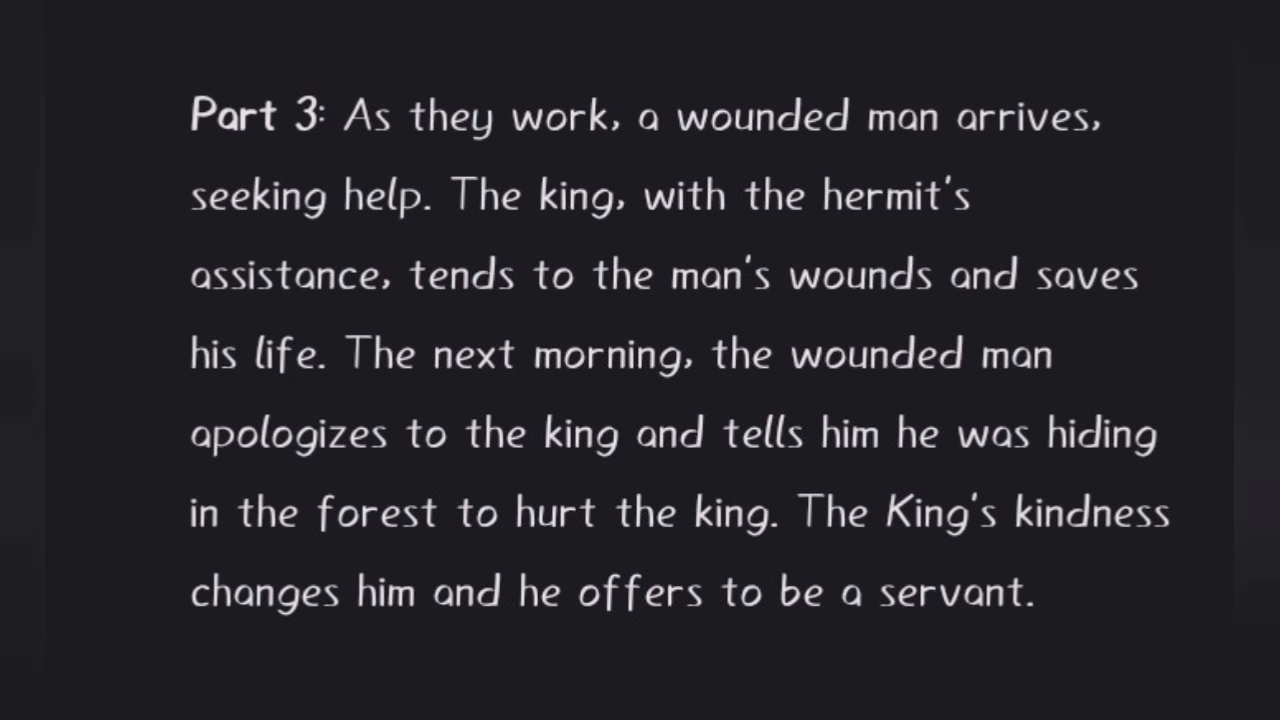 Part 3: As they work, a wounded man arrives,
seeking help. The king, with the hermit's
assistance, tends to the man's wounds and saves
his life. The next morning, the wounded man
apologizes to the king and tells him he was hiding
in the forest to hurt the king. The King's kindness
changes him and he offers to be a servant.